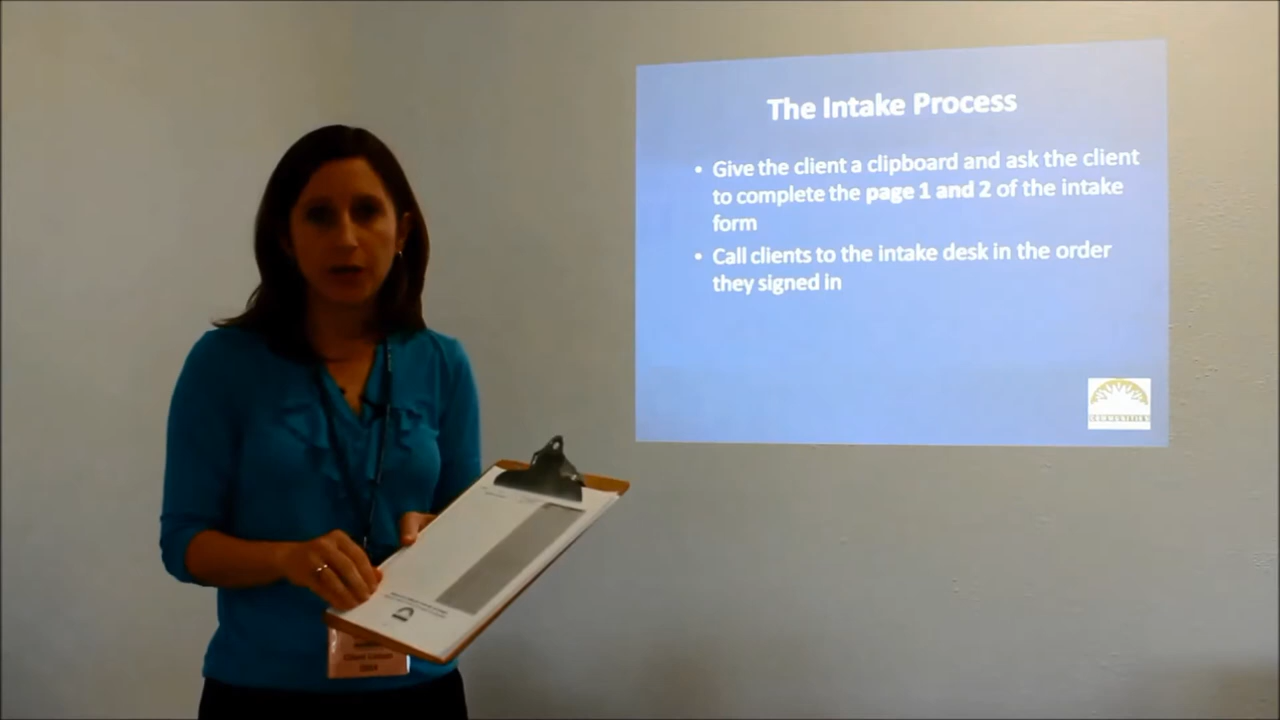 The Intake Process
• Give the client a clipboard and ask the client
to complete the page 1 and 2 of the intake
form
• Call clients to the intake desk in the order
they signed in
COMMUNITIES